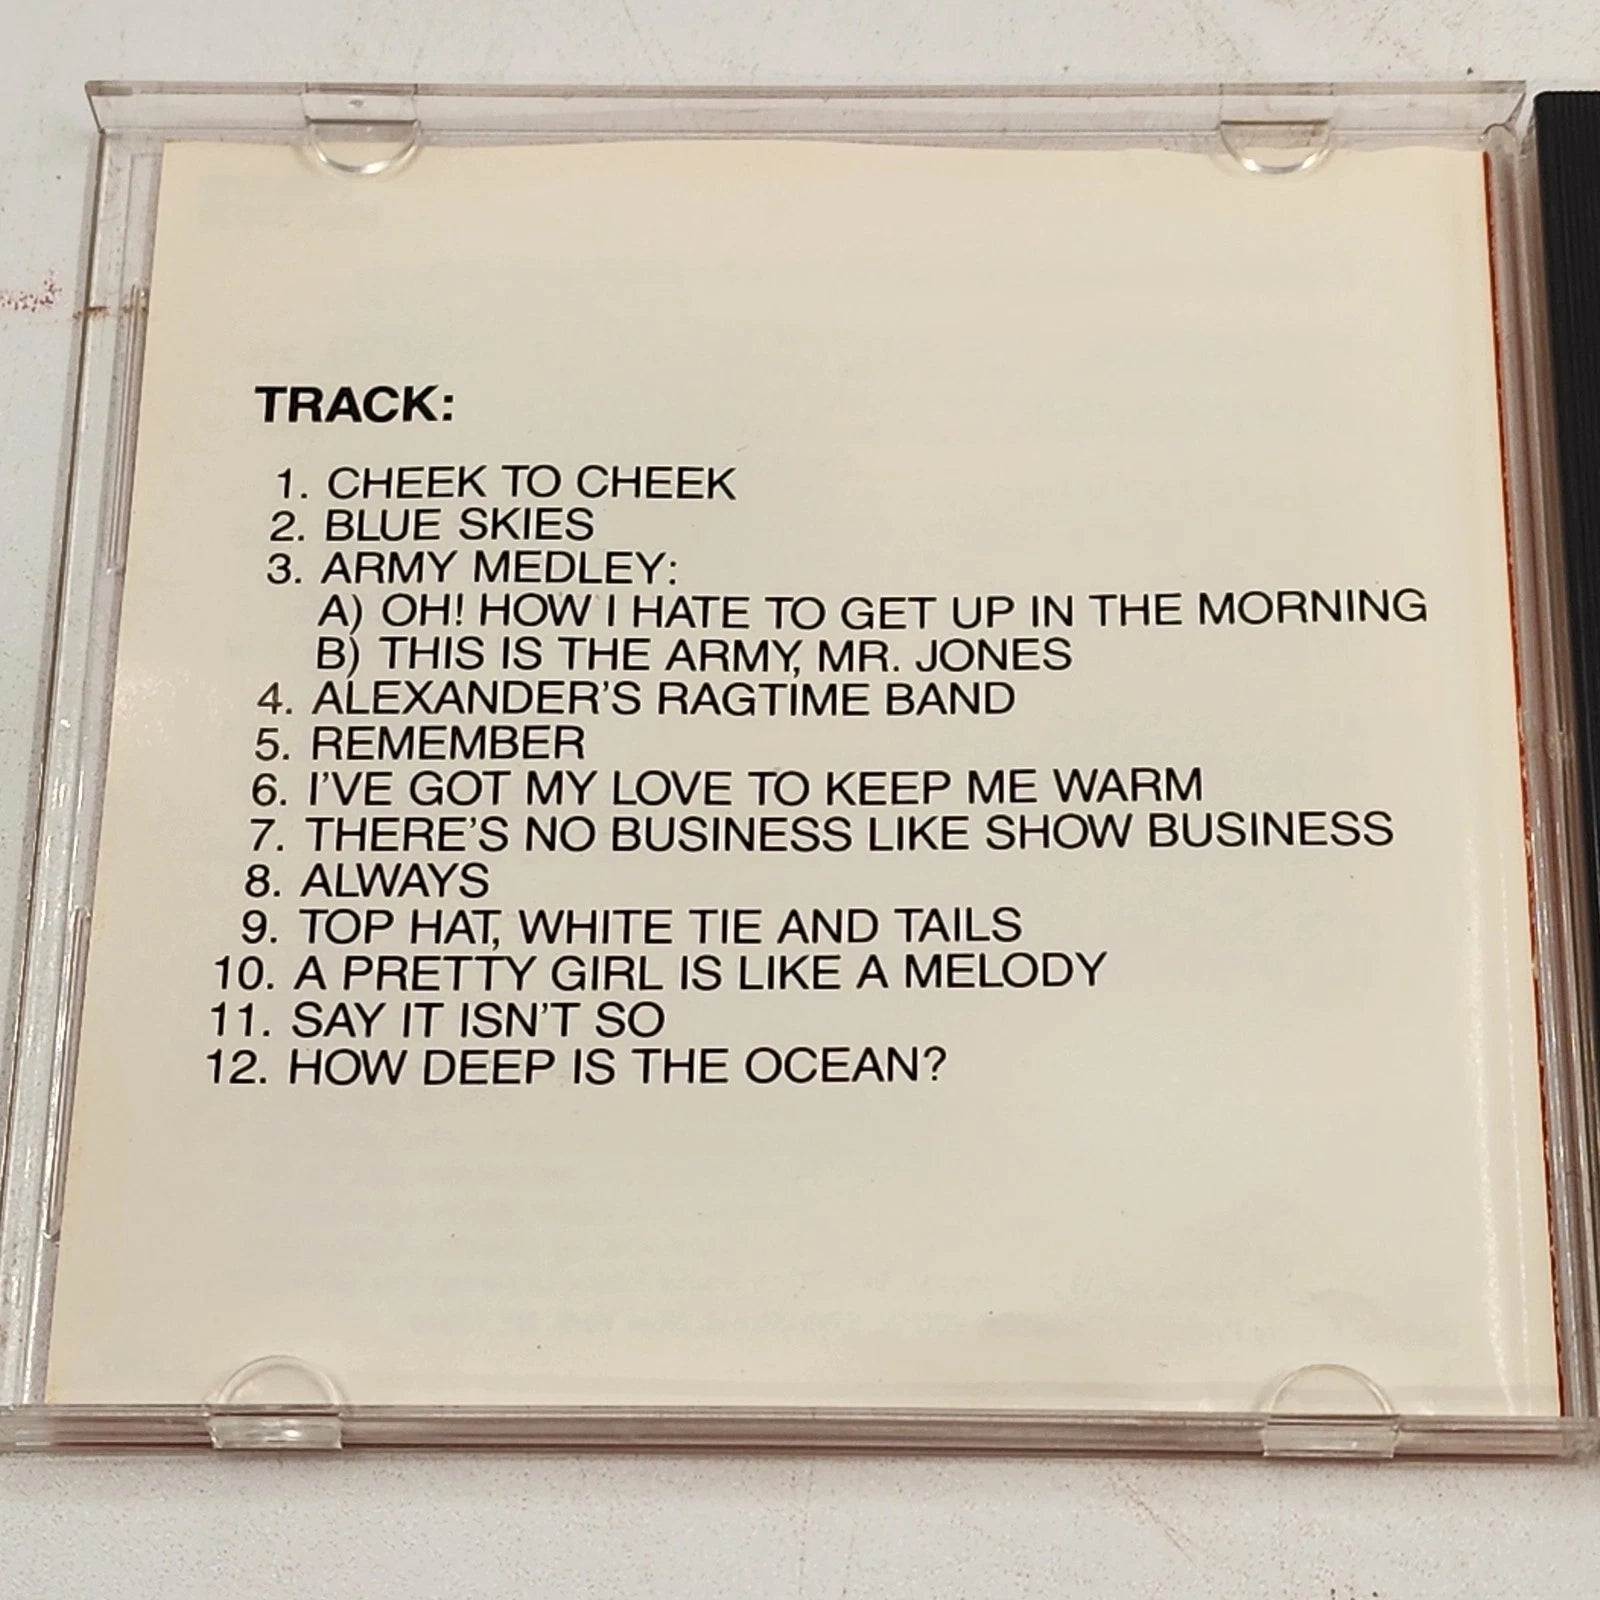 TRACK:
1. CHEEK TO CHEEK
2. BLUE SKIES
3. ARMY MEDLEY:
A) OH! HOW I HATE TO GET UP IN THE MORNING
B) THIS IS THE ARMY, MR. JONES
4. ALEXANDER'S RAGTIME BAND
5. REMEMBER
6. I'VE GOT MY LOVE TO KEEP ME WARM
7. THERE'S NO BUSINESS LIKE SHOW BUSINESS
8. ALWAYS
9. TOP HAT, WHITE TIE AND TAILS
10. A PRETTY GIRL IS LIKE A MELODY
11. SAY IT ISN'T SO
12. HOW DEEP IS THE OCEAN?